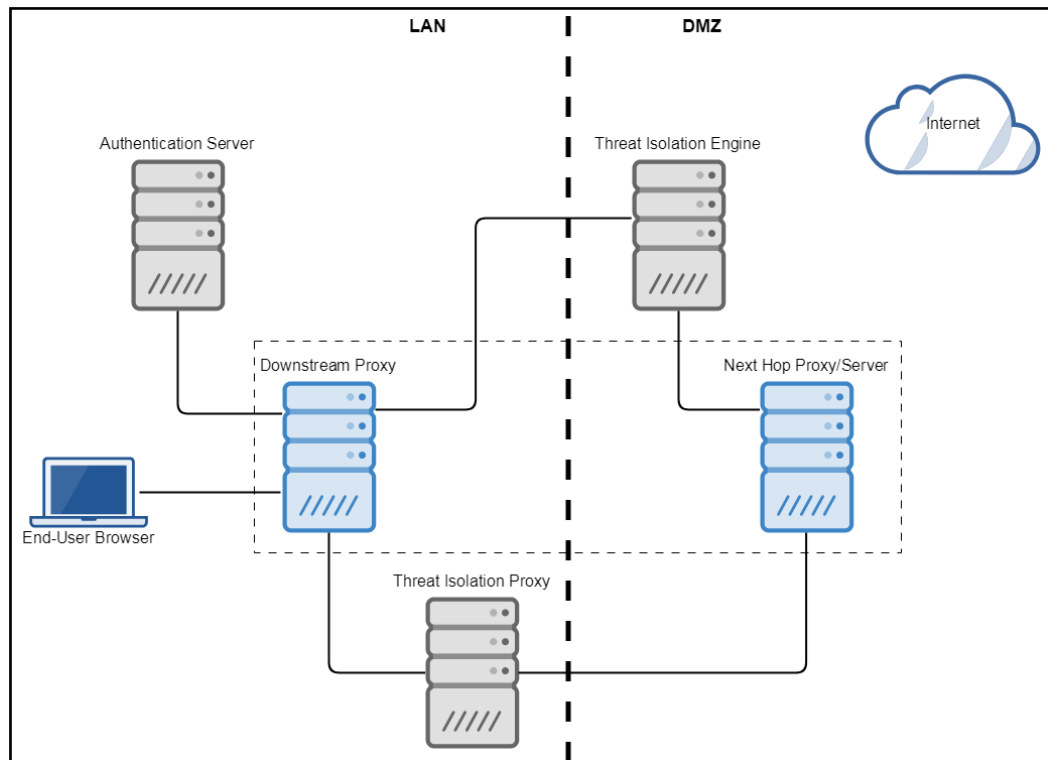 LAN
DMZ
Internet
Authentication Server
Threat Isolation Engine
Downstream Proxy
Next Hop Proxy/Server
End-User Browser
Threat Isolation Proxy